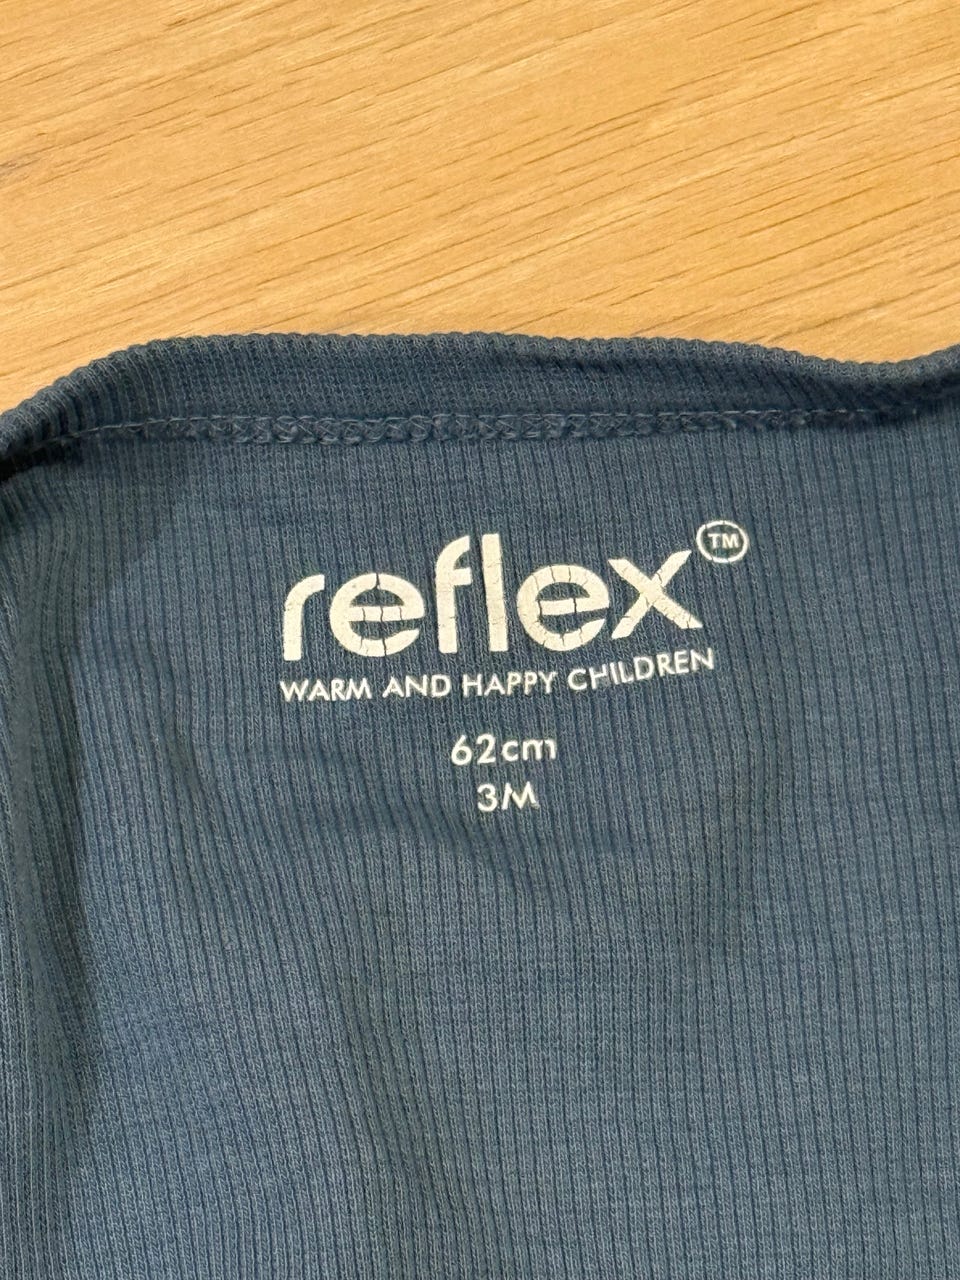 reflex™
WARM AND HAPPY CHILDREN
62cm
3M